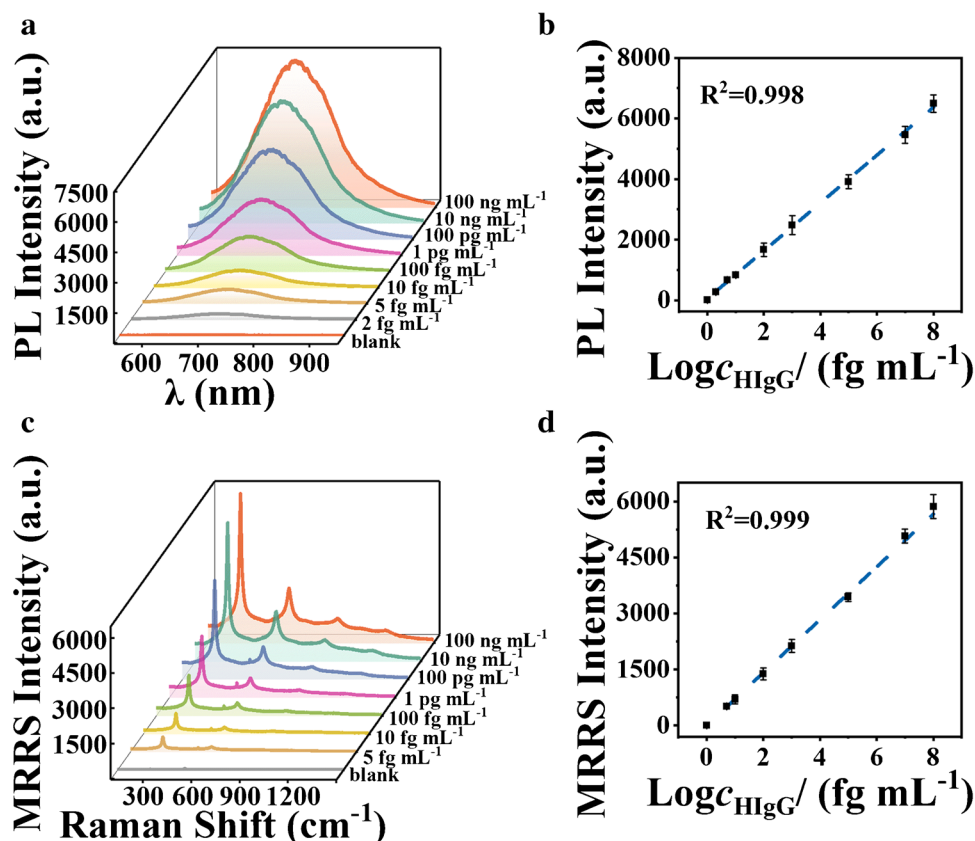 a
PL Intensity (a.u.)
7500
6000
4500
3000
1500
600 700 800 900
λ (nm)
100 ng mL⁻¹
10 ng mL⁻¹
100 pg mL⁻¹
1 pg mL⁻¹
100 fg mL⁻¹
10 fg mL⁻¹
5 fg mL⁻¹
2 fg mL⁻¹
blank
b
PL Intensity (a.u.)
8000
6000
4000
2000
0
R²=0.998
0 2 4 6 8
Logc_HIgG/ (fg mL⁻¹)
c
MRRS Intensity (a.u.)
6000
4500
3000
1500
300 600 900 1200
Raman Shift (cm⁻¹)
100 ng mL⁻¹
10 ng mL⁻¹
100 pg mL⁻¹
1 pg mL⁻¹
100 fg mL⁻¹
10 fg mL⁻¹
5 fg mL⁻¹
blank
d
MRRS Intensity (a.u.)
6000
4500
3000
1500
0
R²=0.999
0 2 4 6 8
Logc_HIgG/ (fg mL⁻¹)